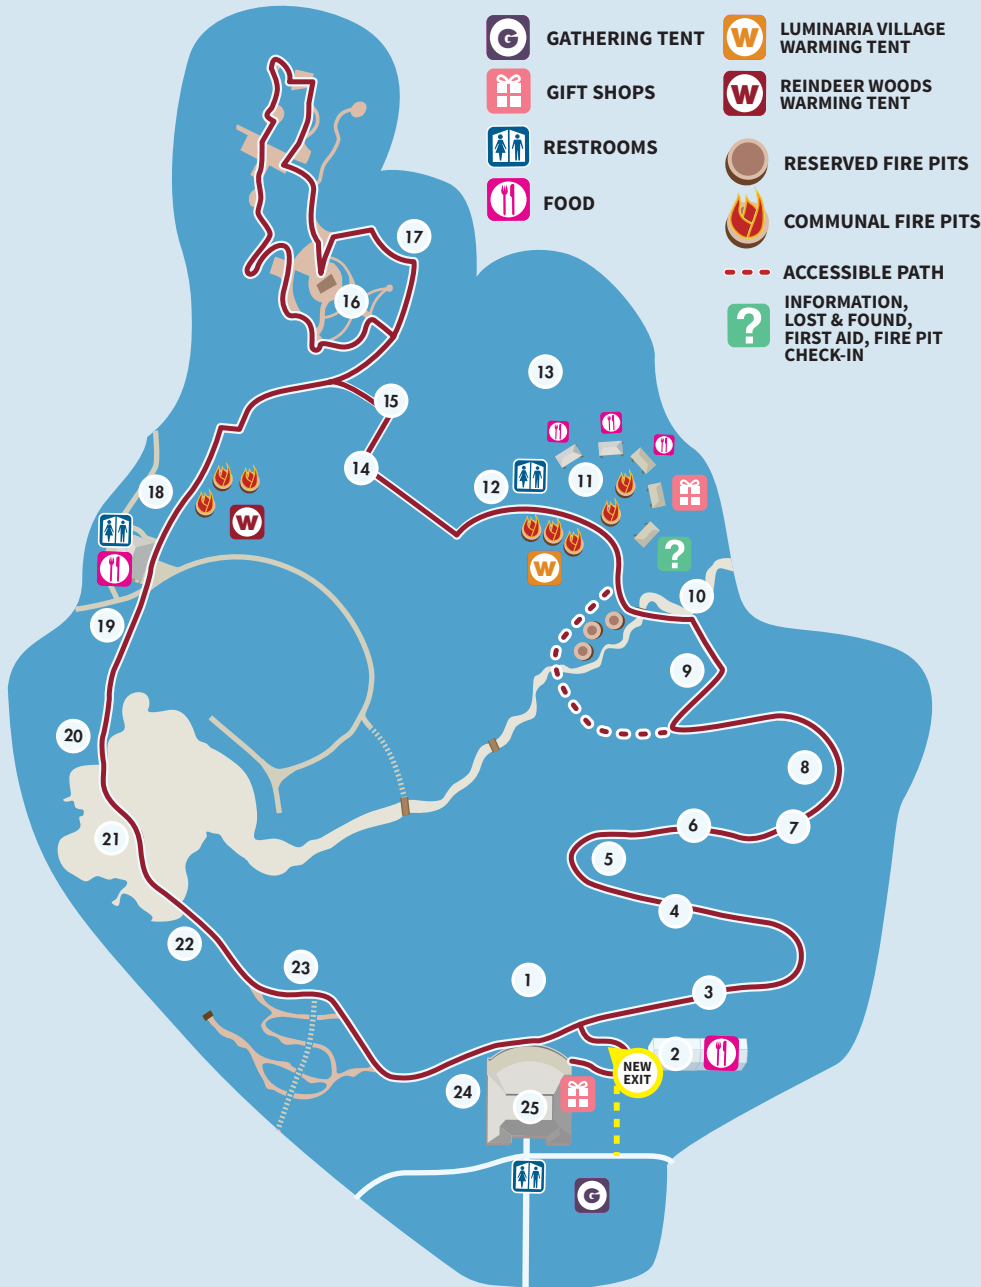 G
GATHERING TENT
GIFT SHOPS
RESTROOMS
FOOD
W
LUMINARIA VILLAGE
WARMING TENT
W
REINDEER WOODS
WARMING TENT
RESERVED FIRE PITS
COMMUNAL FIRE PITS
ACCESSIBLE PATH
?
INFORMATION,
LOST & FOUND,
FIRST AID, FIRE PIT
CHECK-IN
17
16
13
15
14
12
11
18
W
?
W
10
19
9
20
8
7
6
5
21
4
22
23
1
3
2
NEW
EXIT
24
25
G